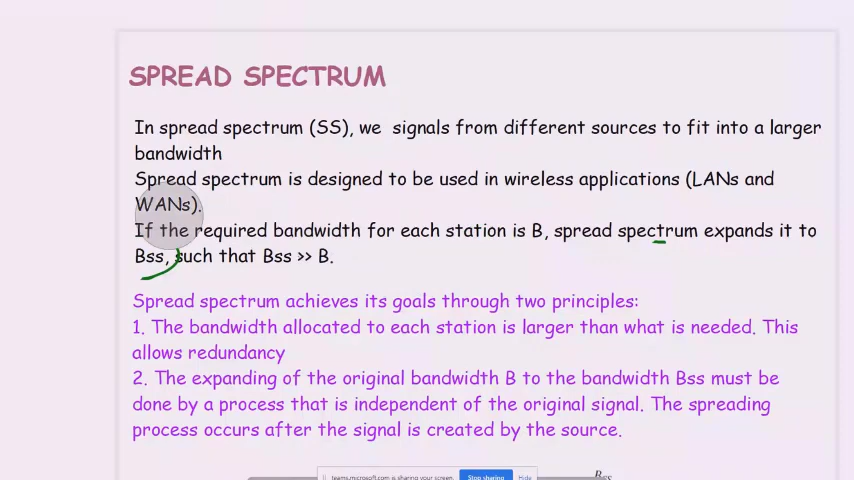 SPREAD SPECTRUM
In spread spectrum (SS), we signals from different sources to fit into a larger
bandwidth
Spread spectrum is designed to be used in wireless applications (LANs and
WANs).
If the required bandwidth for each station is B, spread spectrum expands it to
Bss, such that Bss >> B.
Spread spectrum achieves its goals through two principles:
1. The bandwidth allocated to each station is larger than what is needed. This
allows redundancy
2. The expanding of the original bandwidth B to the bandwidth Bss must be
done by a process that is independent of the original signal. The spreading
process occurs after the signal is created by the source.
teams.microsoft.com is sharing your screen. Stop sharing Hide